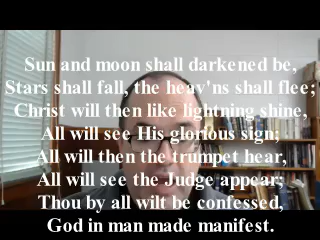 Sun and moon shall darkened be,
Stars shall fall, the heav'ns shall flee;
Christ will then like lightning shine,
All will see His glorious sign;
All will then the trumpet hear,
All will see the Judge appear;
Thou by all wilt be confessed,
God in man made manifest.